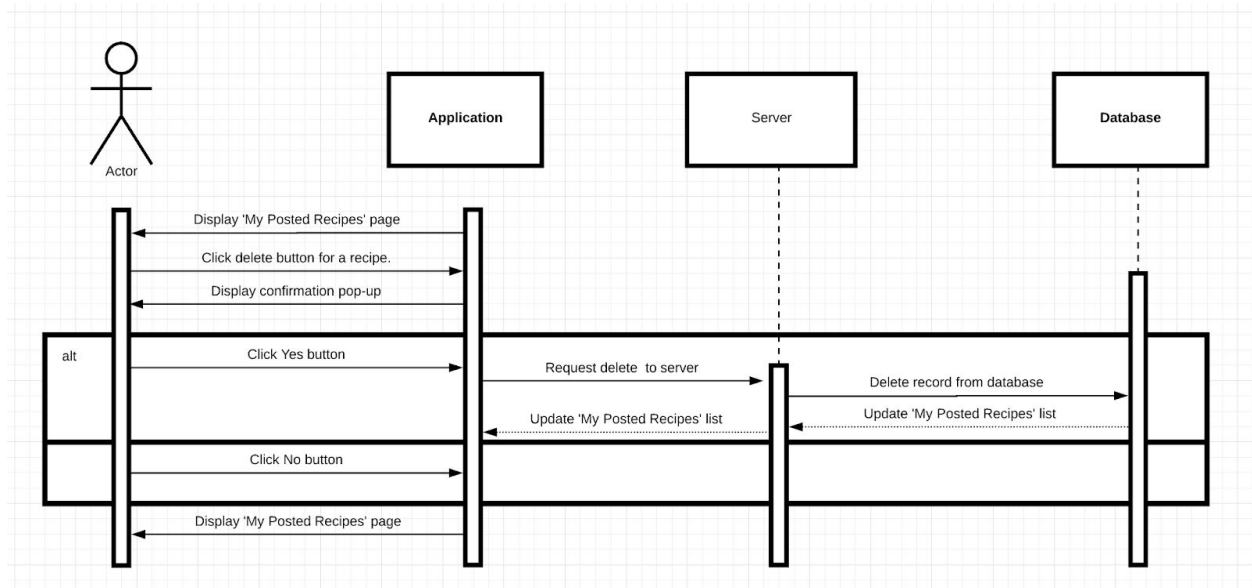 Application
Server
Database
Actor
Display 'My Posted Recipes' page
Click delete button for a recipe.
Display confirmation pop-up
alt
Click Yes button
Request delete to server
Delete record from database
Update 'My Posted Recipes' list
Update 'My Posted Recipes' list
Click No button
Display 'My Posted Recipes' page